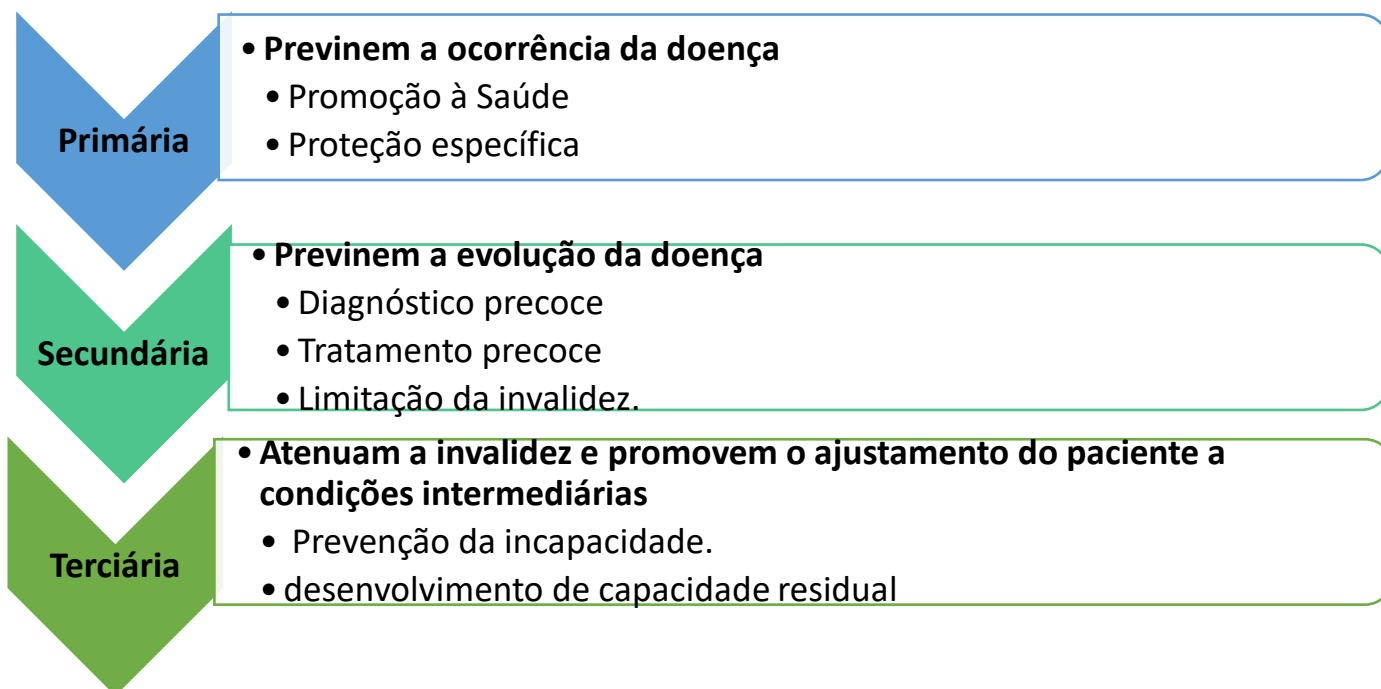 Primária
• Previnem a ocorrência da doença
• Promoção à Saúde
• Proteção específica
Secundária
• Previnem a evolução da doença
• Diagnóstico precoce
• Tratamento precoce
• Limitação da invalidez.
Terciária
• Atenuam a invalidez e promovem o ajustamento do paciente a
condições intermediárias
• Prevenção da incapacidade.
• desenvolvimento de capacidade residual